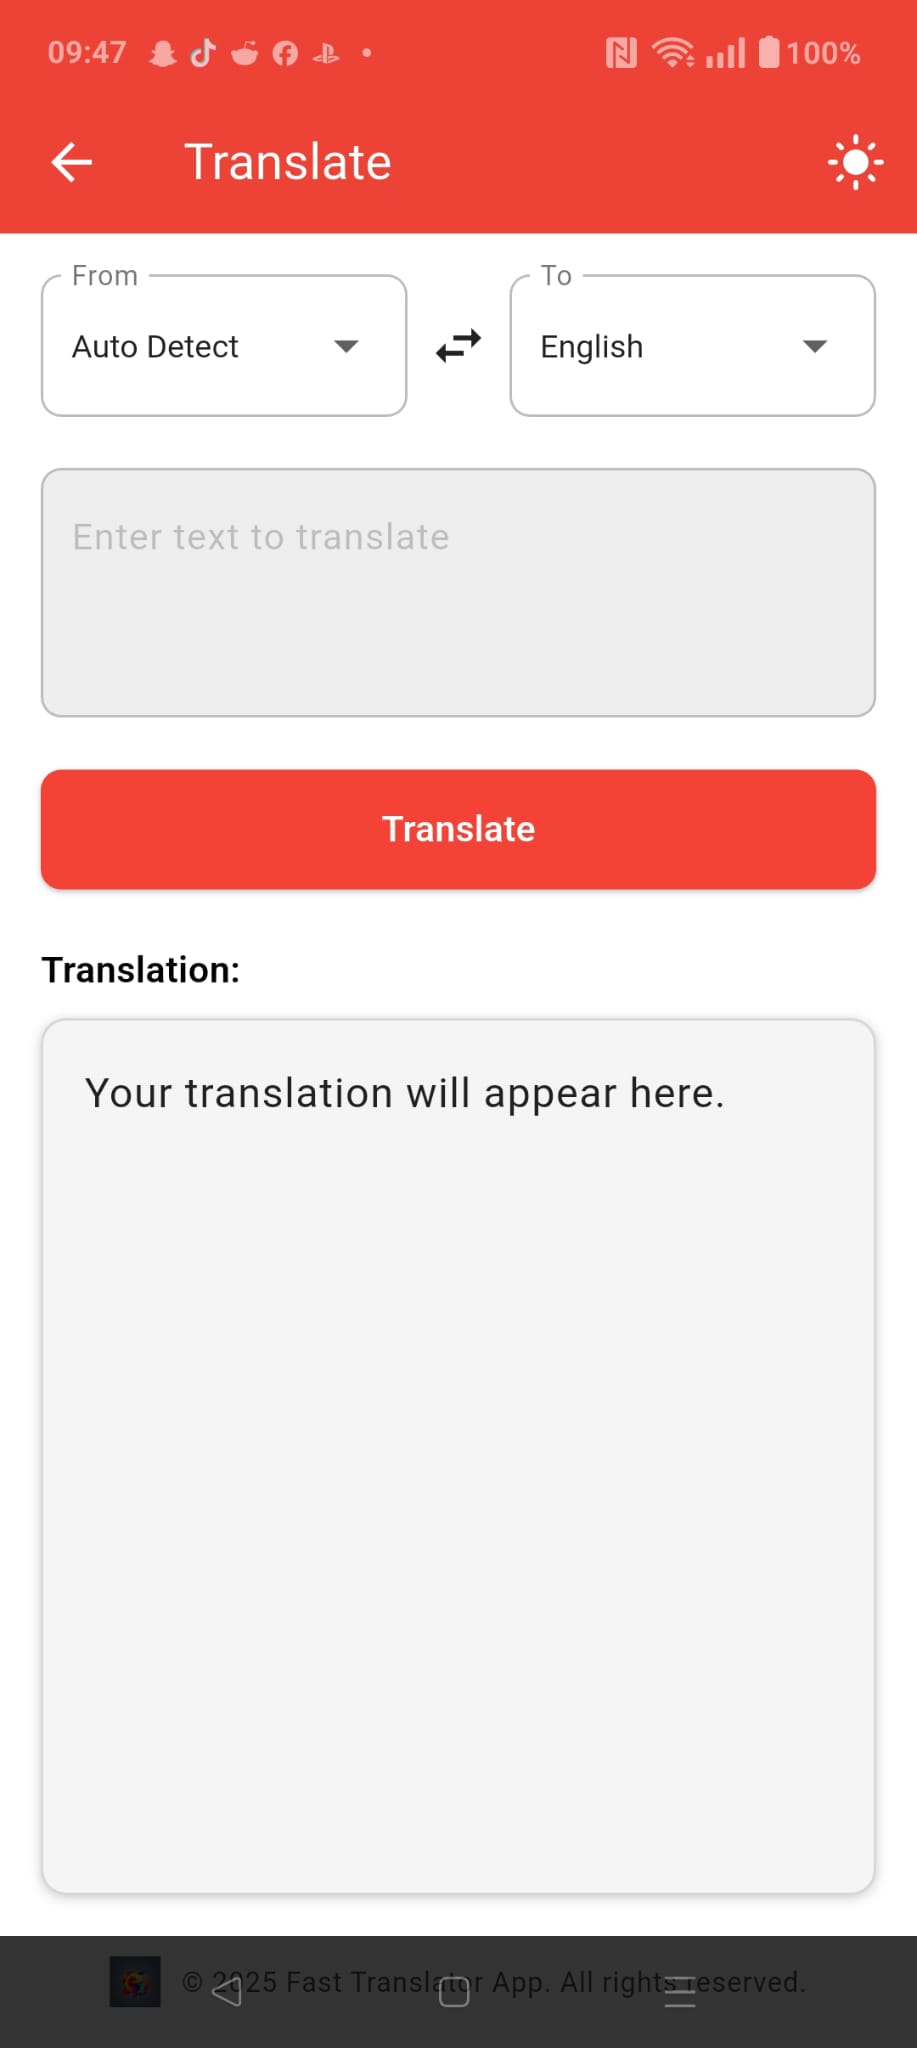 09:47
100%
Translate
From
Auto Detect
To
English
Enter text to translate
Translate
Translation:
Your translation will appear here.
© 2025 Fast Translator App. All rights reserved.